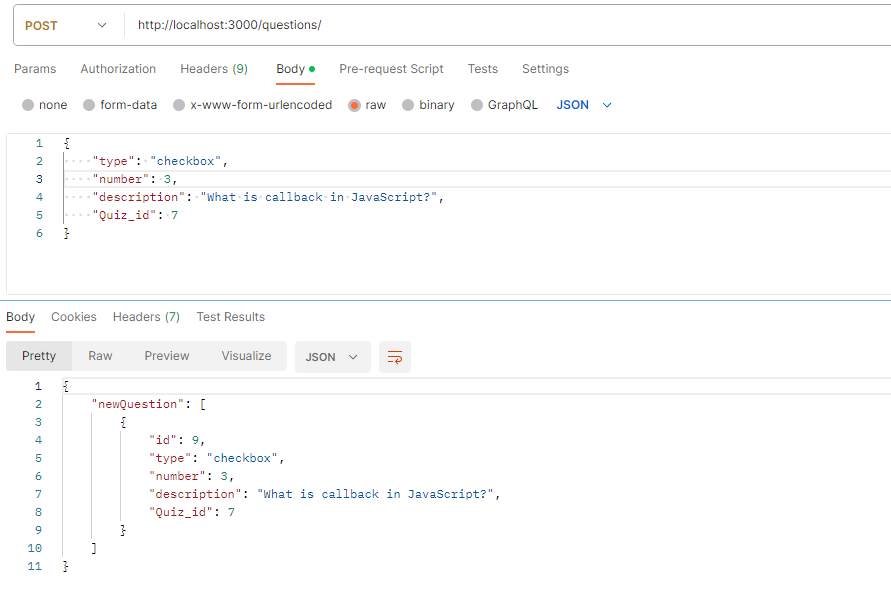 POST http://localhost:3000/questions/
Params Authorization Headers (9) Body Pre-request Script Tests Settings
none form-data x-www-form-urlencoded raw binary GraphQL JSON
1 {
2 "type": "checkbox",
3 "number": 3,
4 "description": "What is callback in JavaScript?",
5 "Quiz_id": 7
6 }
Body Cookies Headers (7) Test Results
Pretty Raw Preview Visualize JSON
1 {
2 "newQuestion": [
3 {
4 "id": 9,
5 "type": "checkbox",
6 "number": 3,
7 "description": "What is callback in JavaScript?",
8 "Quiz_id": 7
9 }
10 ]
11 }